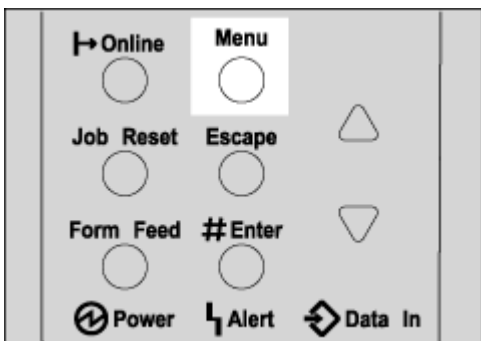 Online Menu
Job Reset Escape
Form Feed #Enter
Power Alert Data In